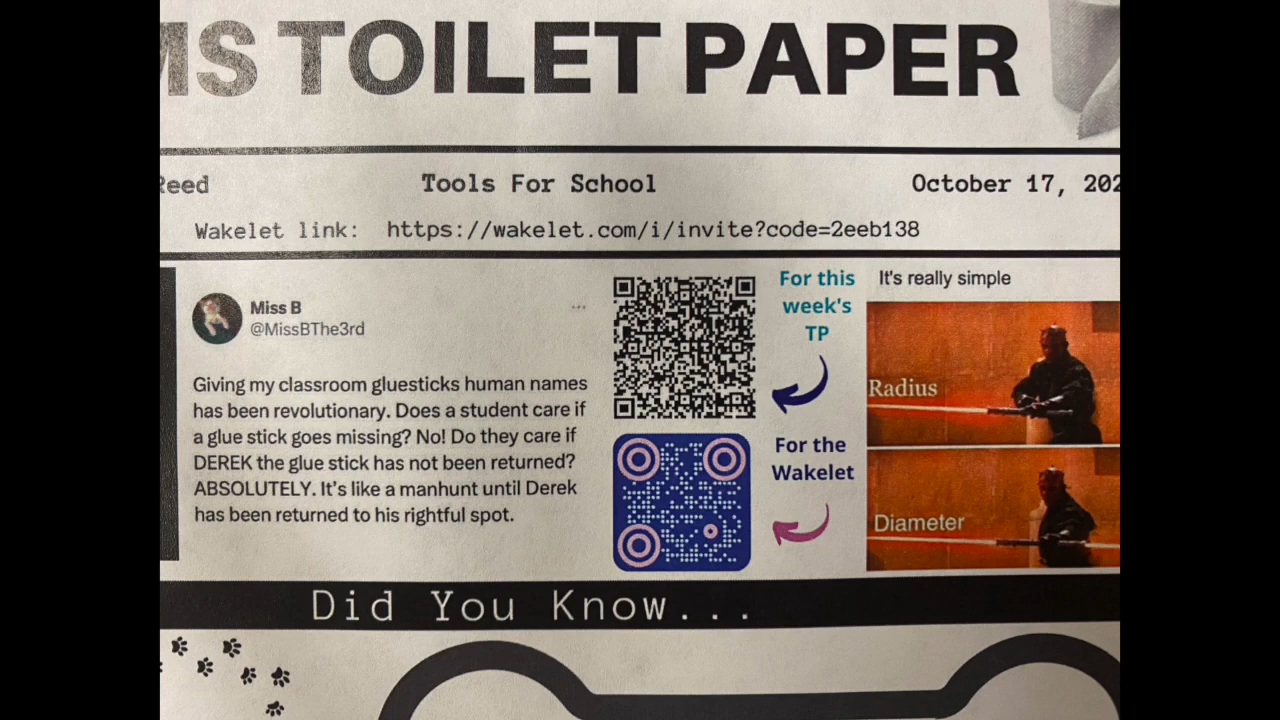 MS TOILET PAPER
Reed Tools For School October 17, 202
Wakelet link: https://wakelet.com/i/invite?code=2eeb138
Miss B
@MissBThe3rd
Giving my classroom gluesticks human names
has been revolutionary. Does a student care if
a glue stick goes missing? No! Do they care if
DEREK the glue stick has not been returned?
ABSOLUTELY. It's like a manhunt until Derek
has been returned to his rightful spot.
For this
week's
TP
For the
Wakelet
It's really simple
Radius
Diameter
Did You Know...